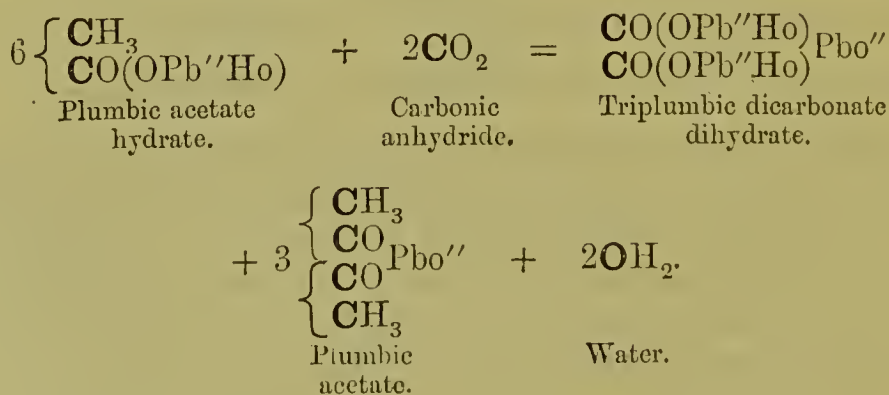 6 { CH₃ CO(OPb″Ho) + 2CO₂ = CO(OPb″Ho) CO(OPb″Ho) Pbo″
Plumbic acetate hydrate.
Carbonic anhydride.
Triplumbic dicarbonate dihydrate.
+ 3 { CH₃ CO { CO CH₃ Pbo″ + 2OH₂.
Plumbic acetate.
Water.